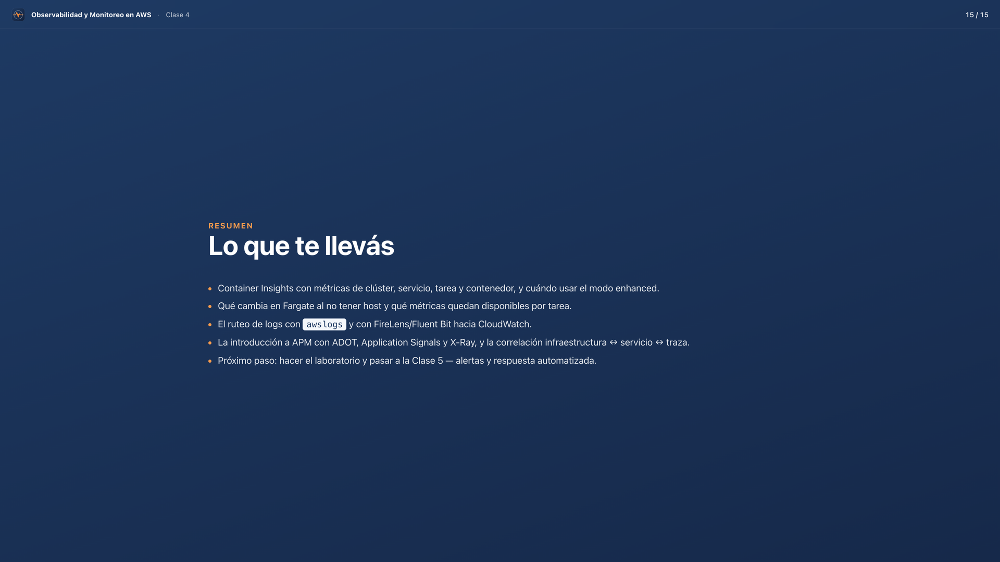 Observabilidad y Monitoreo en AWS · Clase 4
15 / 15
RESUMEN
Lo que te llevás
• Container Insights con métricas de clúster, servicio, tarea y contenedor, y cuándo usar el modo enhanced.
• Qué cambia en Fargate al no tener host y qué métricas quedan disponibles por tarea.
• El ruteo de logs con awslogs y con FireLens/Fluent Bit hacia CloudWatch.
• La introducción a APM con ADOT, Application Signals y X-Ray, y la correlación infraestructura ↔ servicio ↔ traza.
• Próximo paso: hacer el laboratorio y pasar a la Clase 5 — alertas y respuesta automatizada.